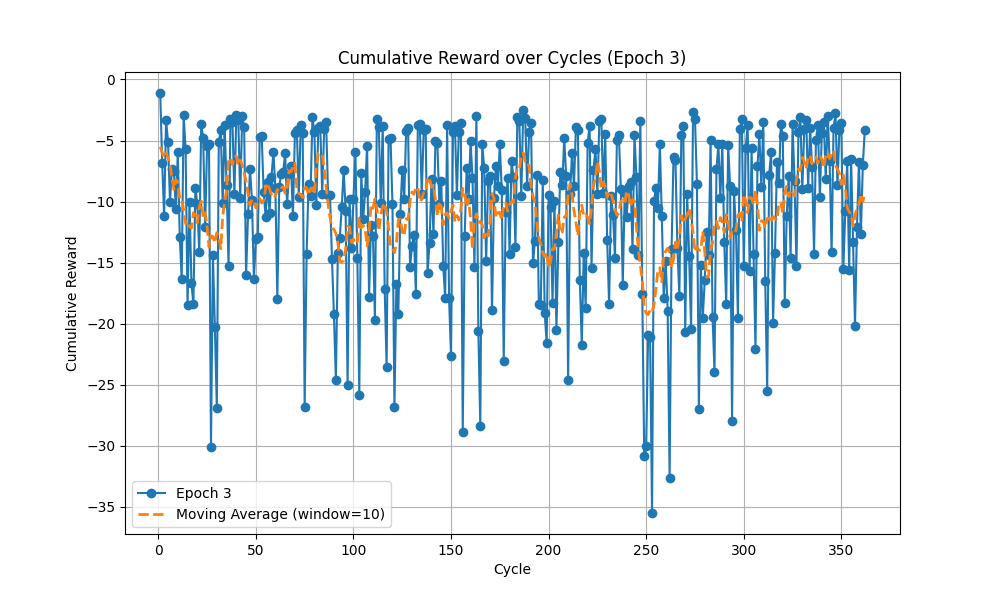 Cumulative Reward over Cycles (Epoch 3)
Cumulative Reward
0
−5
−10
−15
−20
−25
−30
−35
Epoch 3
Moving Average (window=10)
0 50 100 150 200 250 300 350
Cycle